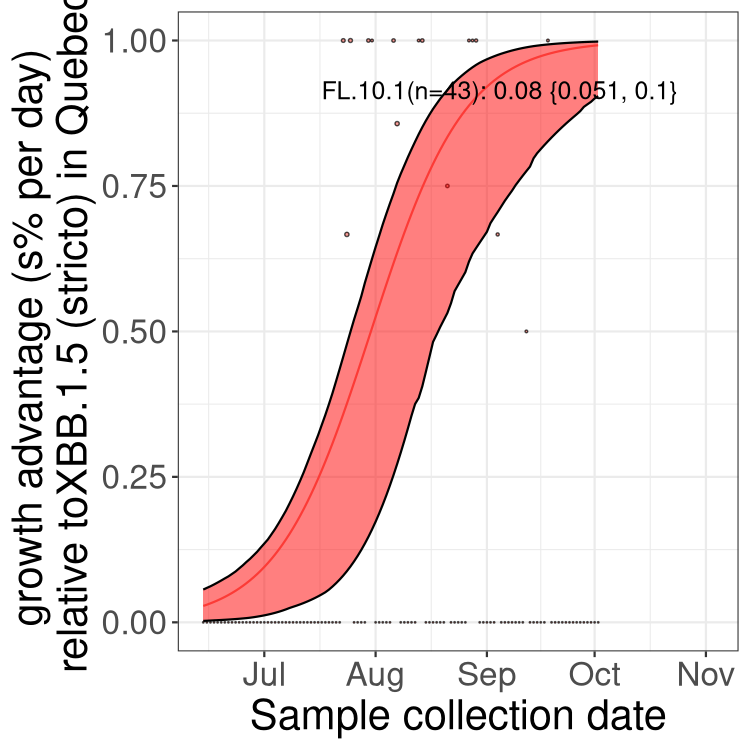 growth advantage (s% per day)
relative toXBB.1.5 (stricto) in Quebec
1.00
0.75
0.50
0.25
0.00
FL.10.1(n=43): 0.08 {0.051, 0.1}
Jul Aug Sep Oct Nov
Sample collection date